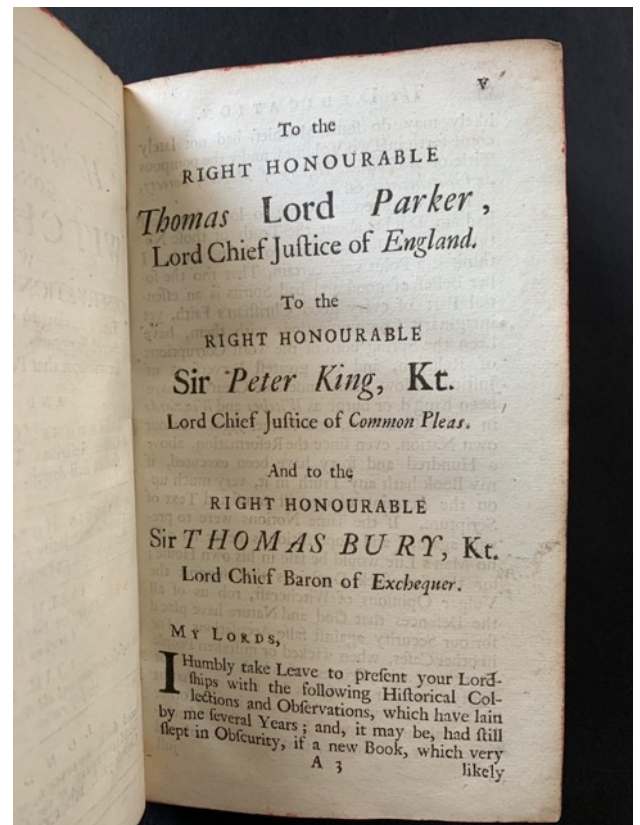 v
To the
RIGHT HONOURABLE
Thomas Lord Parker,
Lord Chief Juſtice of England.
To the
RIGHT HONOURABLE
Sir Peter King, Kt.
Lord Chief Juſtice of Common Pleas.
And to the
RIGHT HONOURABLE
Sir THOMAS BURY, Kt.
Lord Chief Baron of Exchequer.
MY LORDS,
I Humbly take Leave to preſent your Lord-
ſhips with the following Hiſtorical Col-
lections and Obſervations, which have lain
by me ſeveral Years; and, it may be, had ſtill
ſlept in Obſcurity, if a new Book, which very
A 3 likely